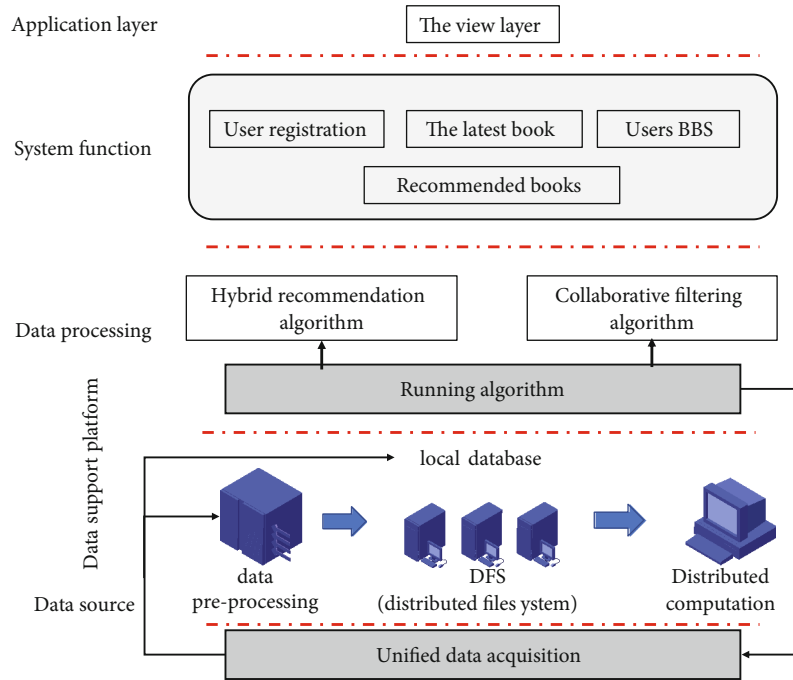 Application layer
The view layer
System function
User registration
The latest book
Users BBS
Recommended books
Data processing
Hybrid recommendation
algorithm
Collaborative filtering
algorithm
Running algorithm
Data support platform
local database
data
pre-processing
DFS
(distributed files ystem)
Distributed
computation
Data source
Unified data acquisition